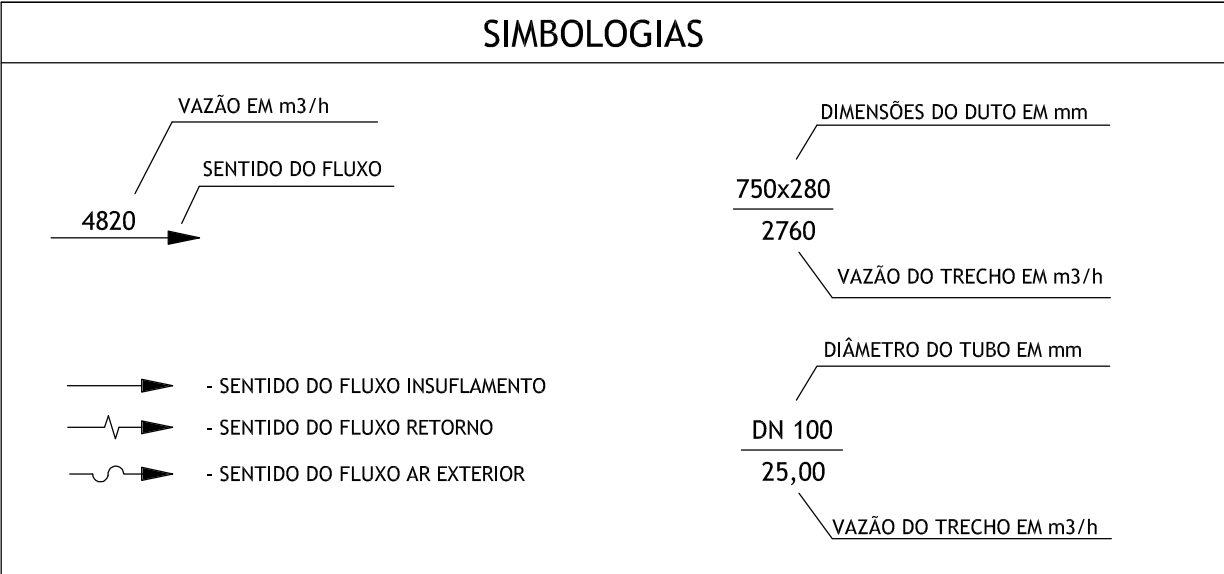 SIMBOLOGIAS
VAZÃO EM m3/h
SENTIDO DO FLUXO
4820
- SENTIDO DO FLUXO INSUFLAMENTO
- SENTIDO DO FLUXO RETORNO
- SENTIDO DO FLUXO AR EXTERIOR
DIMENSÕES DO DUTO EM mm
750x280
2760
VAZÃO DO TRECHO EM m3/h
DIÂMETRO DO TUBO EM mm
DN 100
25,00
VAZÃO DO TRECHO EM m3/h